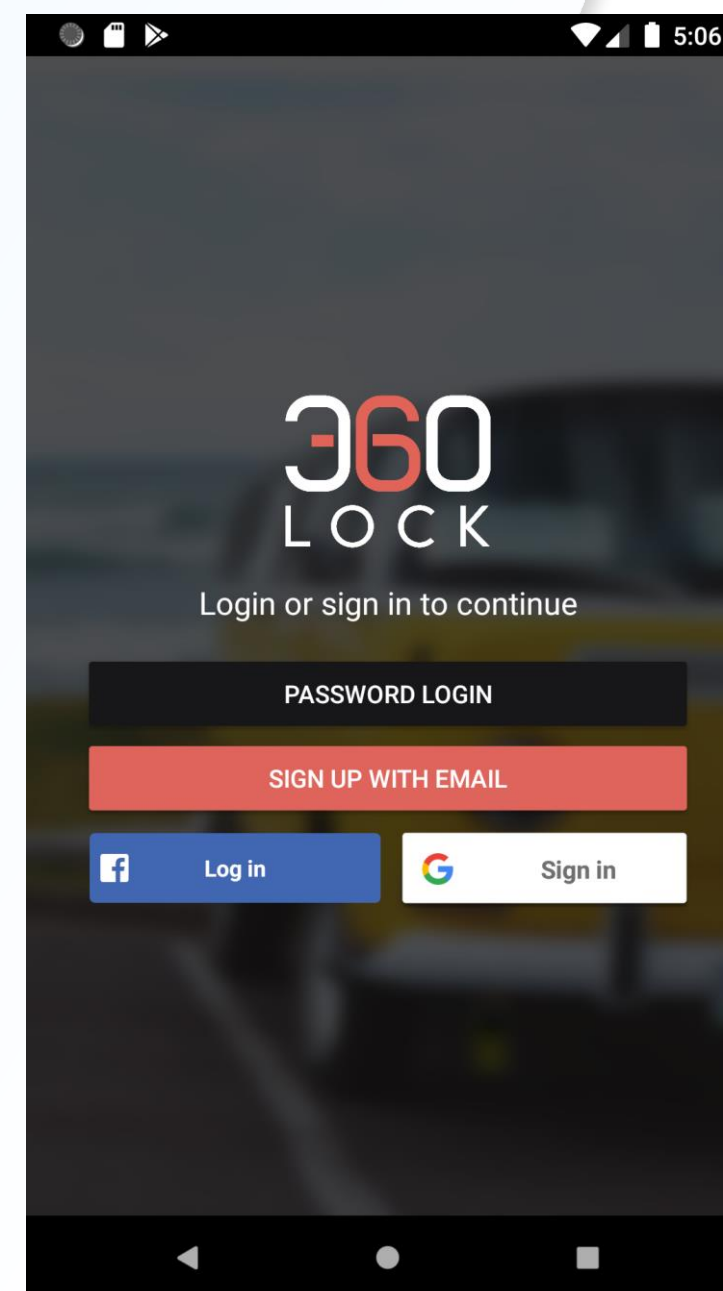 5:06
360
LOCK
Login or sign in to continue
PASSWORD LOGIN
SIGN UP WITH EMAIL
Log in
Sign in